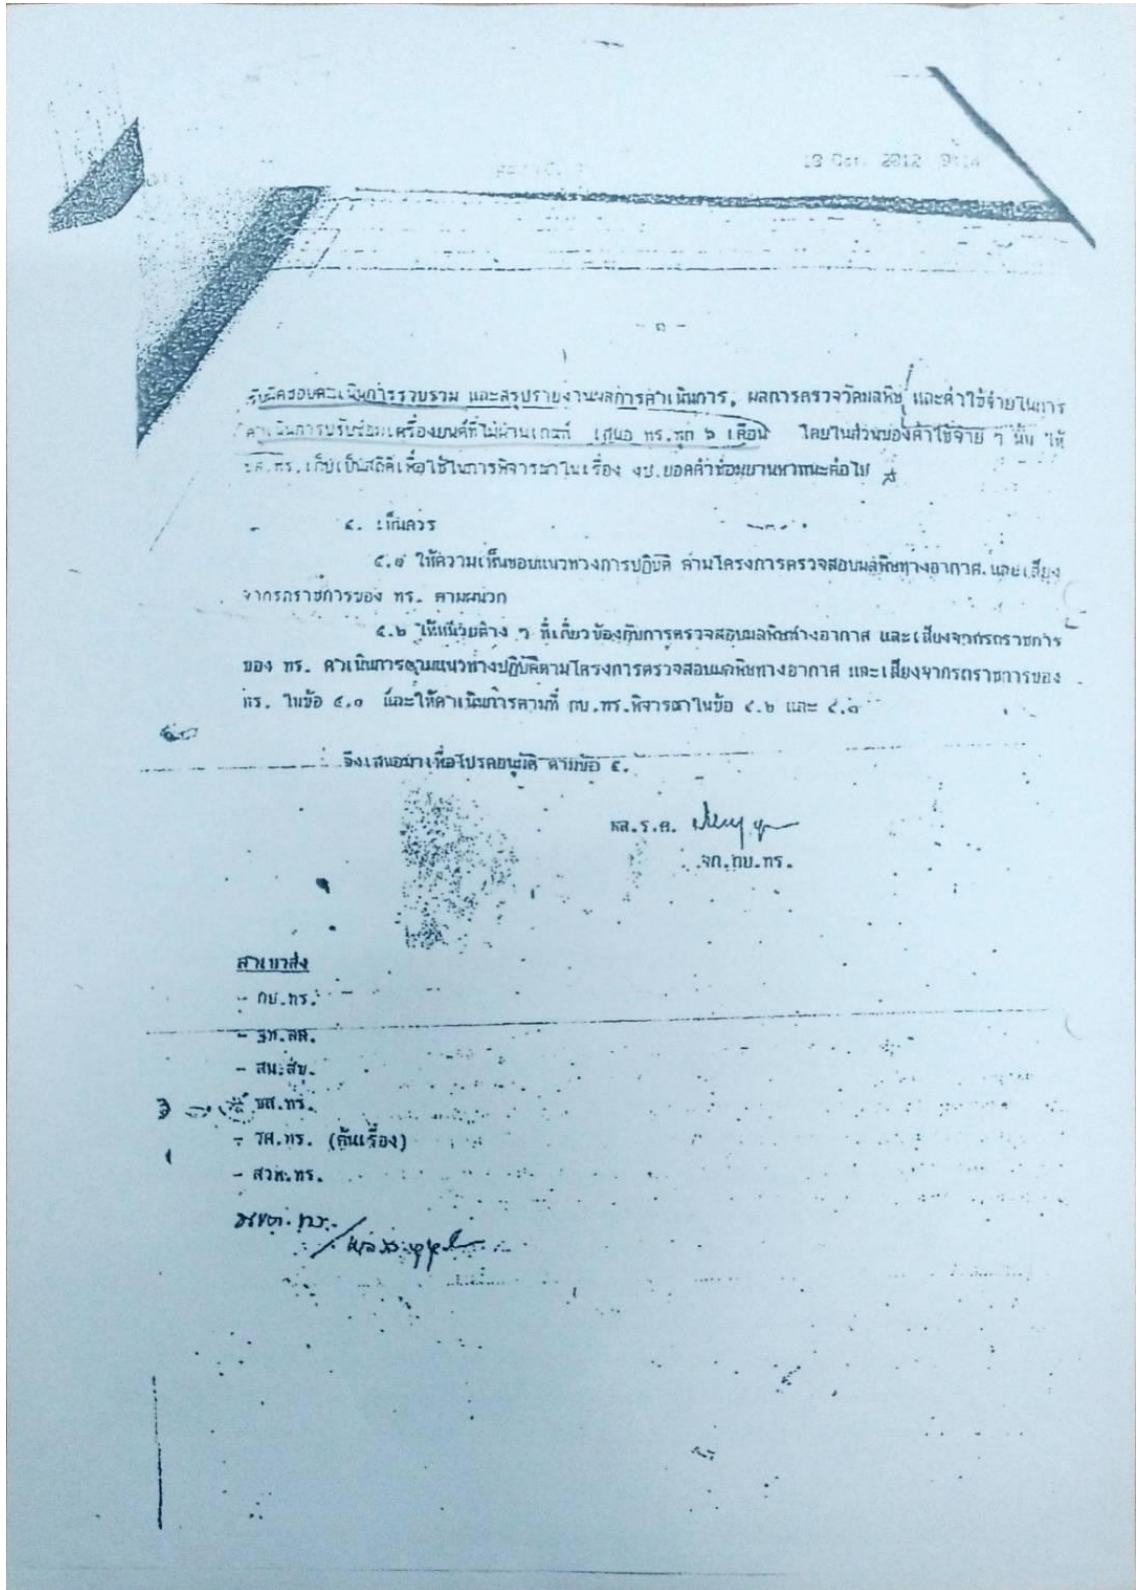 - ๓ -
รับผิดชอบดำเนินการรวบรวม และสรุปรายงานผลการดำเนินการ, ผลการตรวจวัดมลพิษ และค่าใช้จ่ายในการ
ดำเนินการปรับซ่อมเครื่องยนต์ที่ไม่ผ่านเกณฑ์ เสนอ ทร.ทุก ๖ เดือน โดยในส่วนของค่าใช้จ่าย ๆ นั้น ให้
ขส.ทร. เก็บเป็นสถิติเพื่อใช้ในการพิจารณาในเรื่อง งป.ยอดค่าซ่อมยานพาหนะต่อไป
๕. เห็นควร
๕.๑ ให้ความเห็นชอบแนวทางการปฏิบัติ ตามโครงการตรวจสอบมลพิษทางอากาศ และเสียง
จากรถราชการของ ทร. ตามผนวก
๕.๒ ให้หน่วยต่าง ๆ ที่เกี่ยวข้องกับการตรวจสอบมลพิษทางอากาศ และเสียงจากรถราชการ
ของ ทร. ดำเนินการตามแนวทางปฏิบัติตามโครงการตรวจสอบมลพิษทางอากาศ และเสียงจากรถราชการของ
ทร. ในข้อ ๕.๑ และให้ดำเนินการตามที่ กบ.ทร.พิจารณาในข้อ ๔.๒ และ ๔.๓
จึงเสนอมาเพื่อโปรดอนุมัติ ตามข้อ ๕.
พล.ร.ต.
จก.กบ.ทร.
สำเนาส่ง
- กบ.ทร.
- ฐท.สส.
- สน.สข.
ขส.ทร.
- วศ.ทร. (ต้นเรื่อง)
- สวพ.ทร.